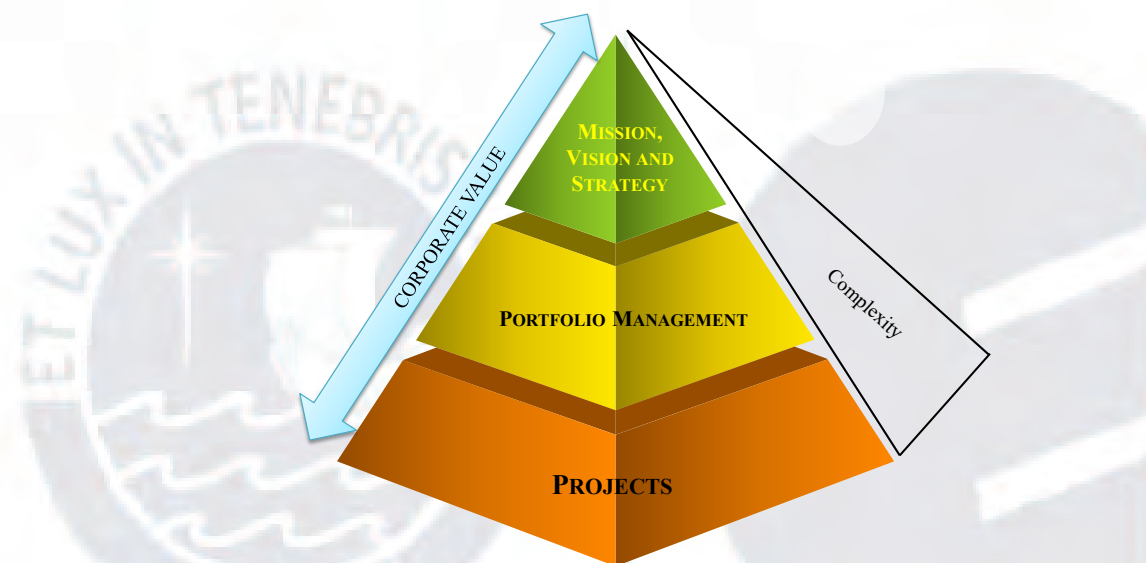 ET LUX IN TENEBRIS
CORPORATE VALUE
MISSION,
VISION AND
STRATEGY
Complexity
PORTFOLIO MANAGEMENT
PROJECTS